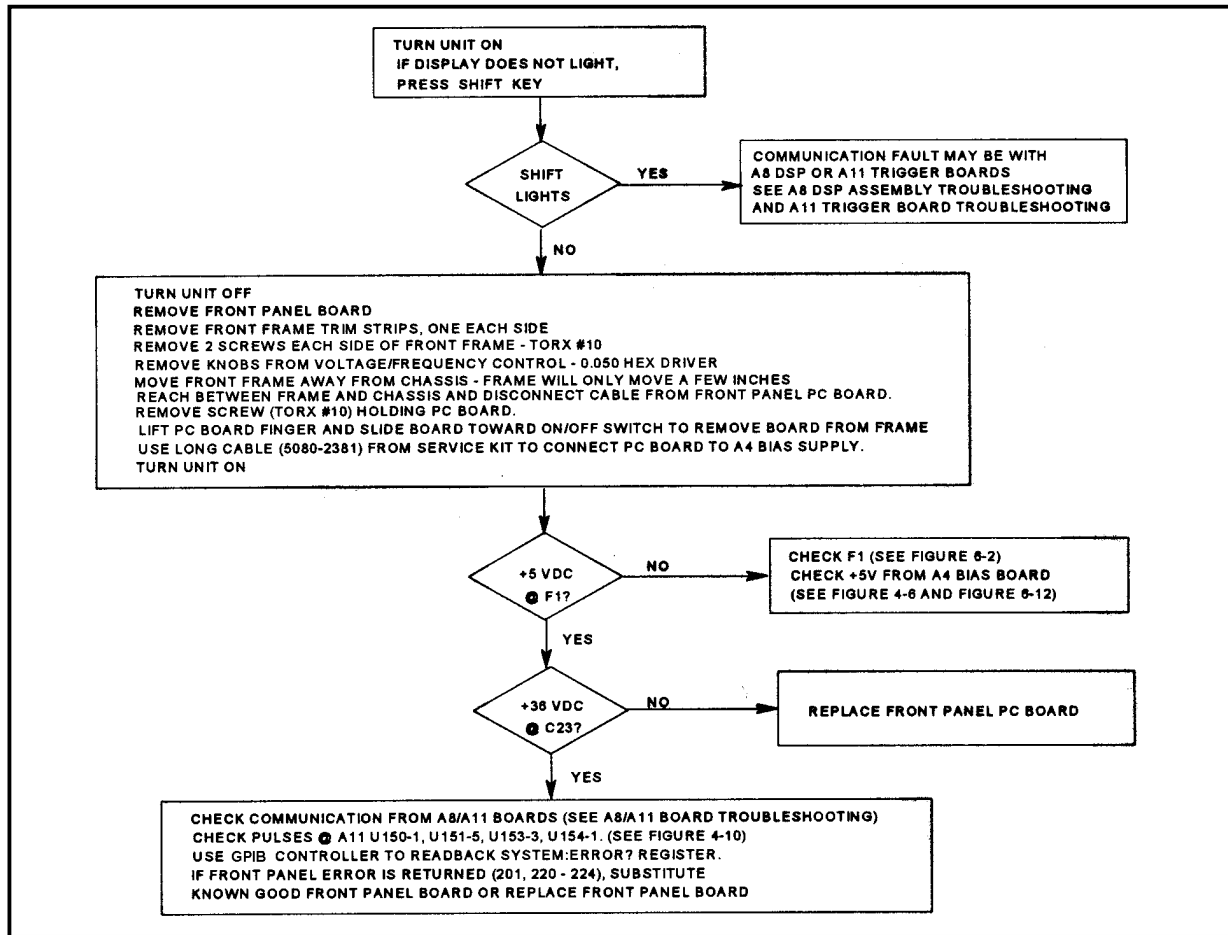 TURN UNIT ON
IF DISPLAY DOES NOT LIGHT,
PRESS SHIFT KEY
SHIFT
LIGHTS
YES
COMMUNICATION FAULT MAY BE WITH
A8 DSP OR A11 TRIGGER BOARDS
SEE A8 DSP ASSEMBLY TROUBLESHOOTING
AND A11 TRIGGER BOARD TROUBLESHOOTING
NO
TURN UNIT OFF
REMOVE FRONT PANEL BOARD
REMOVE FRONT FRAME TRIM STRIPS, ONE EACH SIDE
REMOVE 2 SCREWS EACH SIDE OF FRONT FRAME - TORX #10
REMOVE KNOBS FROM VOLTAGE/FREQUENCY CONTROL - 0.050 HEX DRIVER
MOVE FRONT FRAME AWAY FROM CHASSIS - FRAME WILL ONLY MOVE A FEW INCHES
REACH BETWEEN FRAME AND CHASSIS AND DISCONNECT CABLE FROM FRONT PANEL PC BOARD.
REMOVE SCREW (TORX #10) HOLDING PC BOARD.
LIFT PC BOARD FINGER AND SLIDE BOARD TOWARD ON/OFF SWITCH TO REMOVE BOARD FROM FRAME
USE LONG CABLE (5080-2381) FROM SERVICE KIT TO CONNECT PC BOARD TO A4 BIAS SUPPLY.
TURN UNIT ON
+5 VDC
@ F1?
NO
CHECK F1 (SEE FIGURE 6-2)
CHECK +5V FROM A4 BIAS BOARD
(SEE FIGURE 4-6 AND FIGURE 6-12)
YES
+36 VDC
@ C23?
NO
REPLACE FRONT PANEL PC BOARD
YES
CHECK COMMUNICATION FROM A8/A11 BOARDS (SEE A8/A11 BOARD TROUBLESHOOTING)
CHECK PULSES @ A11 U150-1, U151-5, U153-3, U154-1. (SEE FIGURE 4-10)
USE GPIB CONTROLLER TO READBACK SYSTEM:ERROR? REGISTER.
IF FRONT PANEL ERROR IS RETURNED (201, 220 - 224), SUBSTITUTE
KNOWN GOOD FRONT PANEL BOARD OR REPLACE FRONT PANEL BOARD